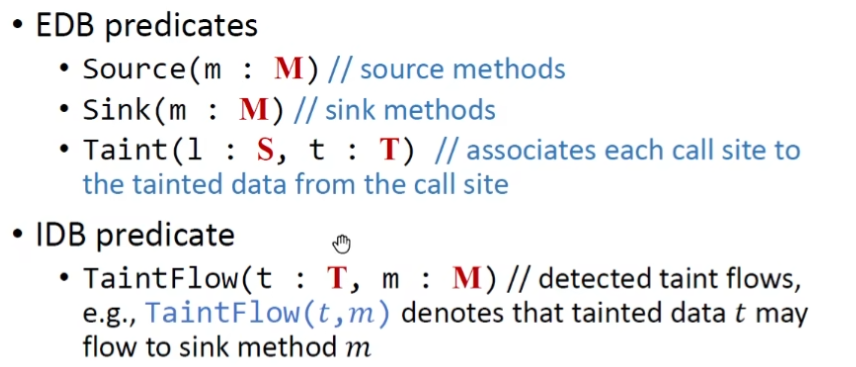 • EDB predicates
• Source(m : M) // source methods
• Sink(m : M) // sink methods
• Taint(l : S, t : T) // associates each call site to
the tainted data from the call site
• IDB predicate
• TaintFlow(t : T, m : M) // detected taint flows,
e.g., TaintFlow(t,m) denotes that tainted data t may
flow to sink method m